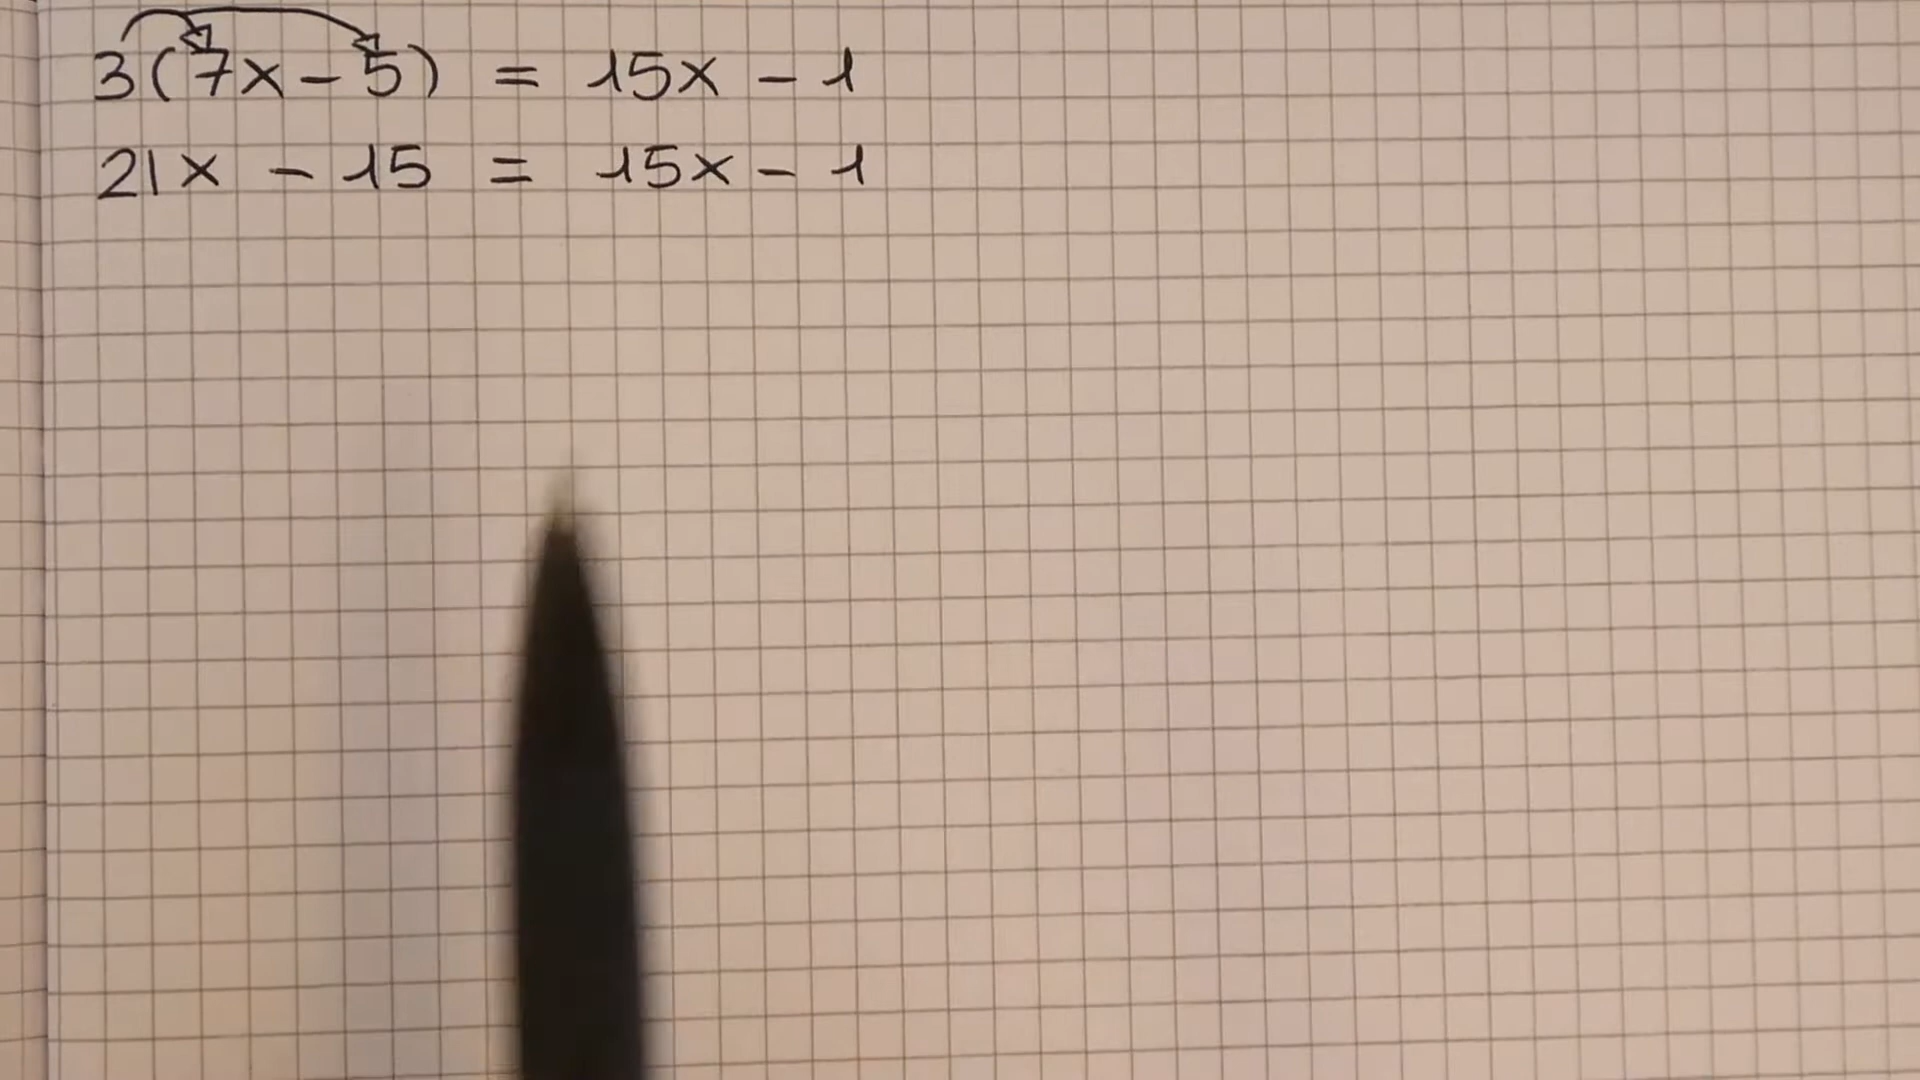 3(7x - 5) = 15x - 1
21x - 15 = 15x - 1